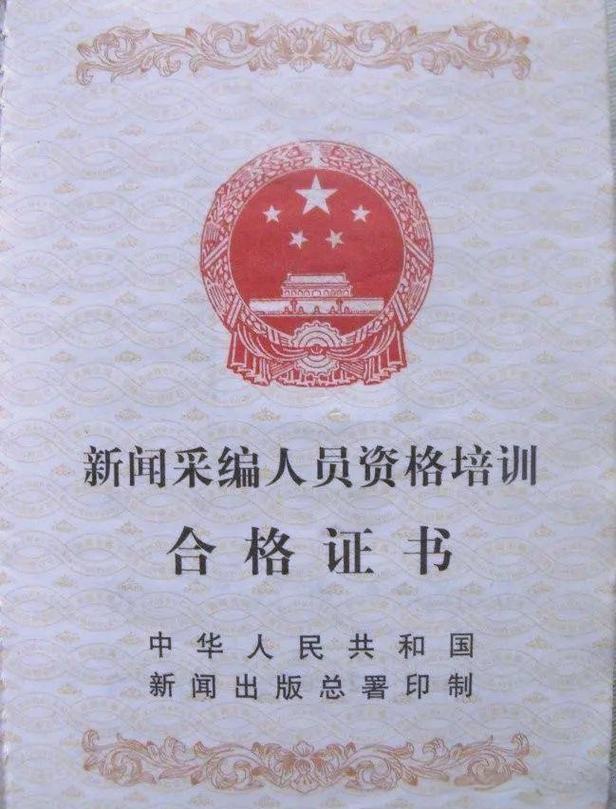 新闻采编人员资格培训
合格证书
中华人民共和国
新闻出版总署印制